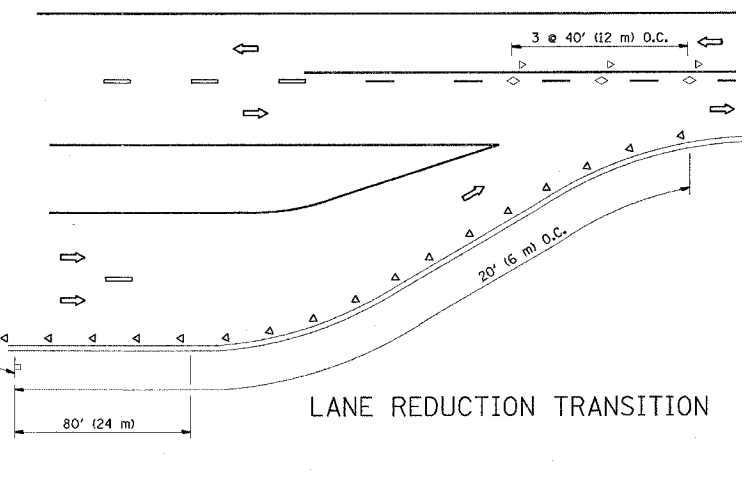 3 @ 40' (12 m) O.C.
20' (6 m) O.C.
80' (24 m)
LANE REDUCTION TRANSITION